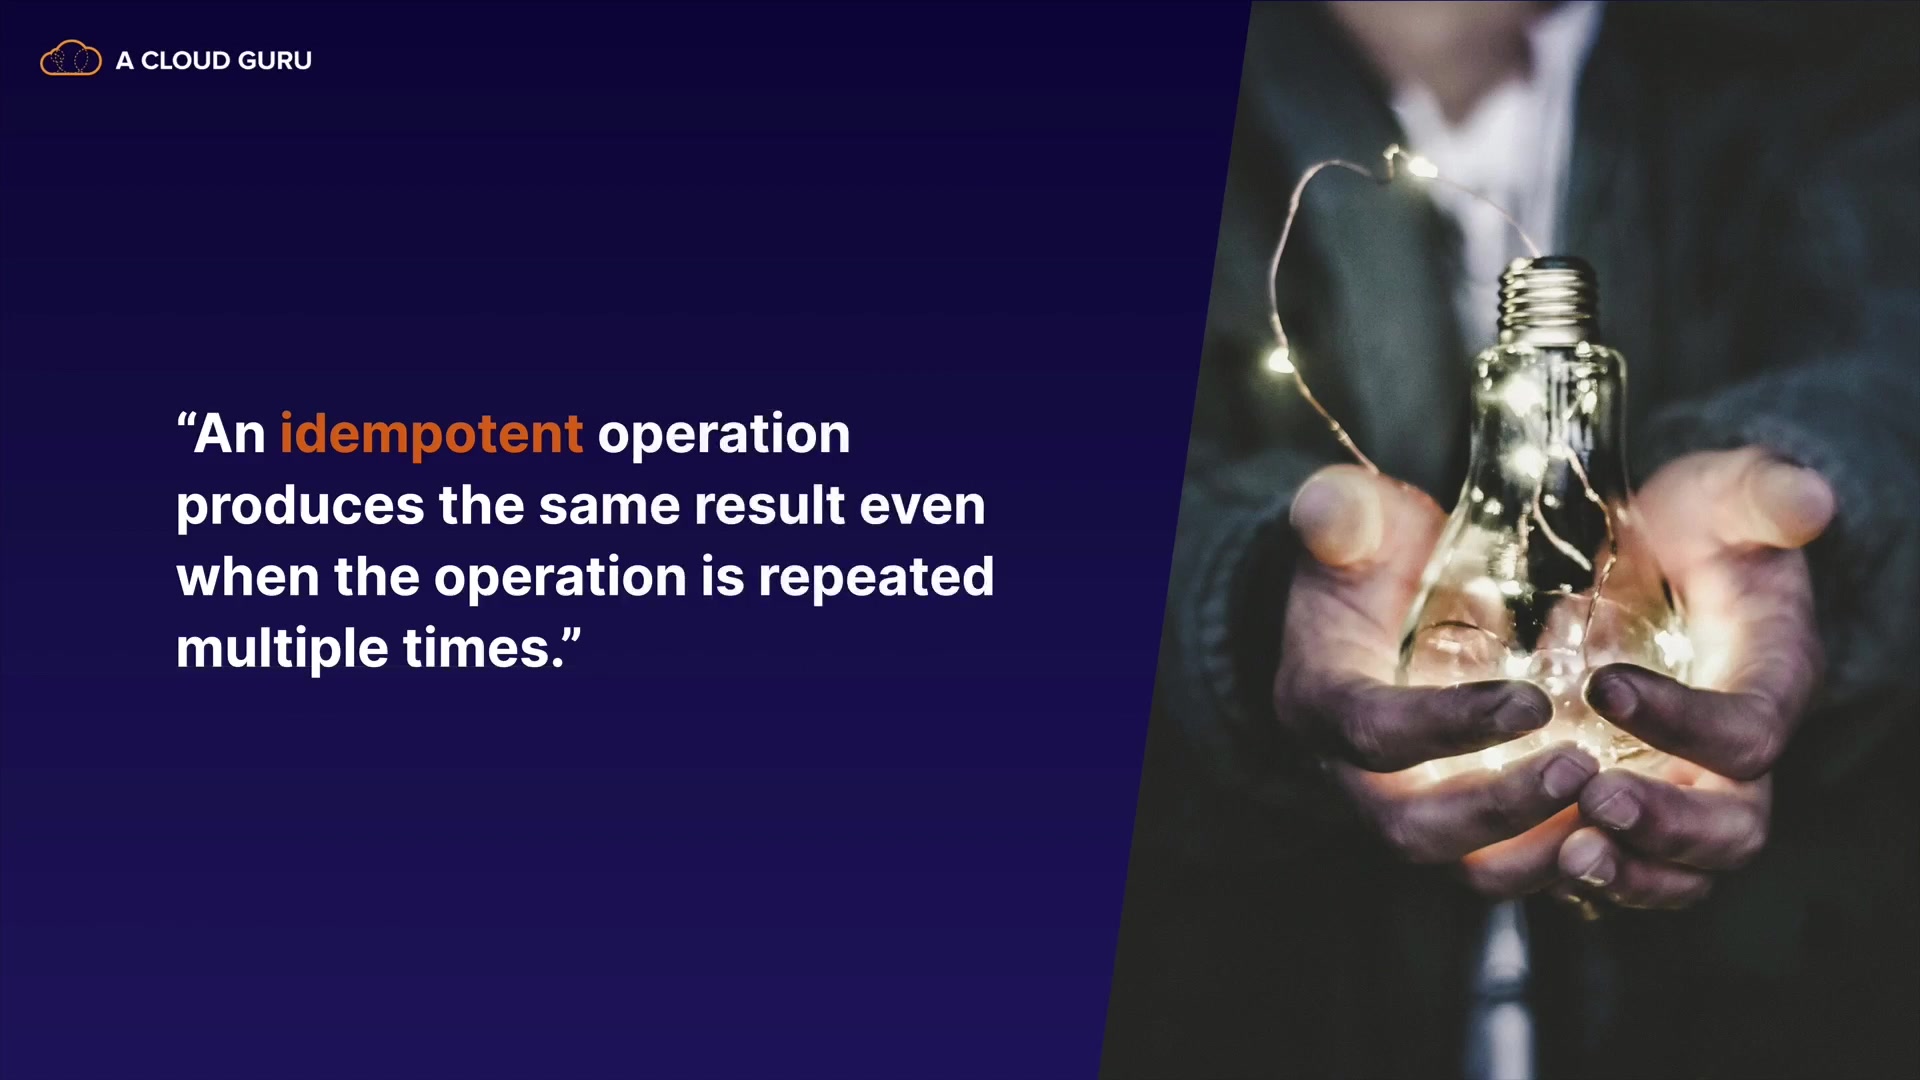 A CLOUD GURU
“An idempotent operation
produces the same result even
when the operation is repeated
multiple times.”